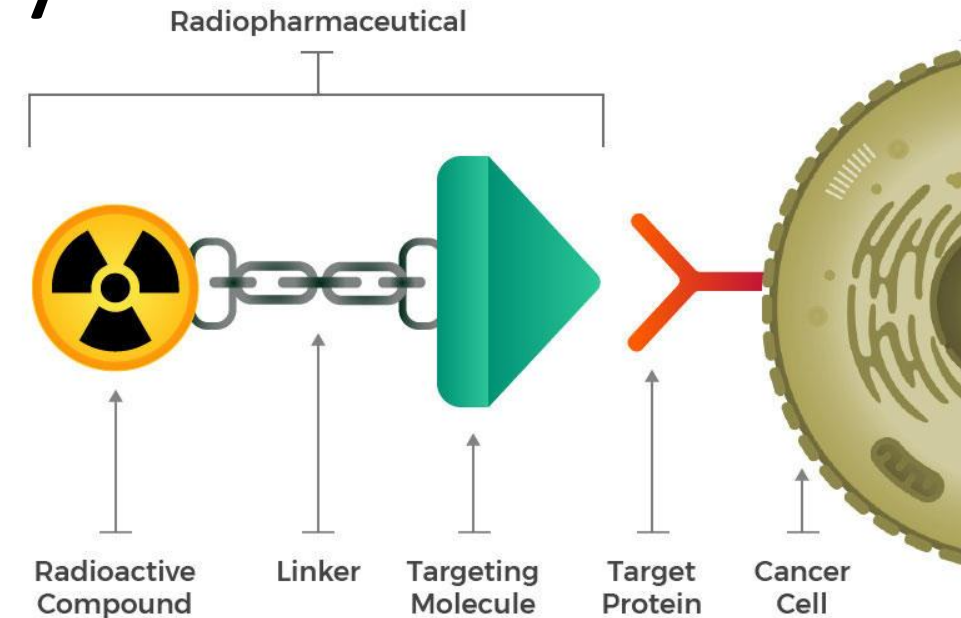 Radiopharmaceutical
Radioactive
Compound
Linker
Targeting
Molecule
Target
Protein
Cancer
Cell